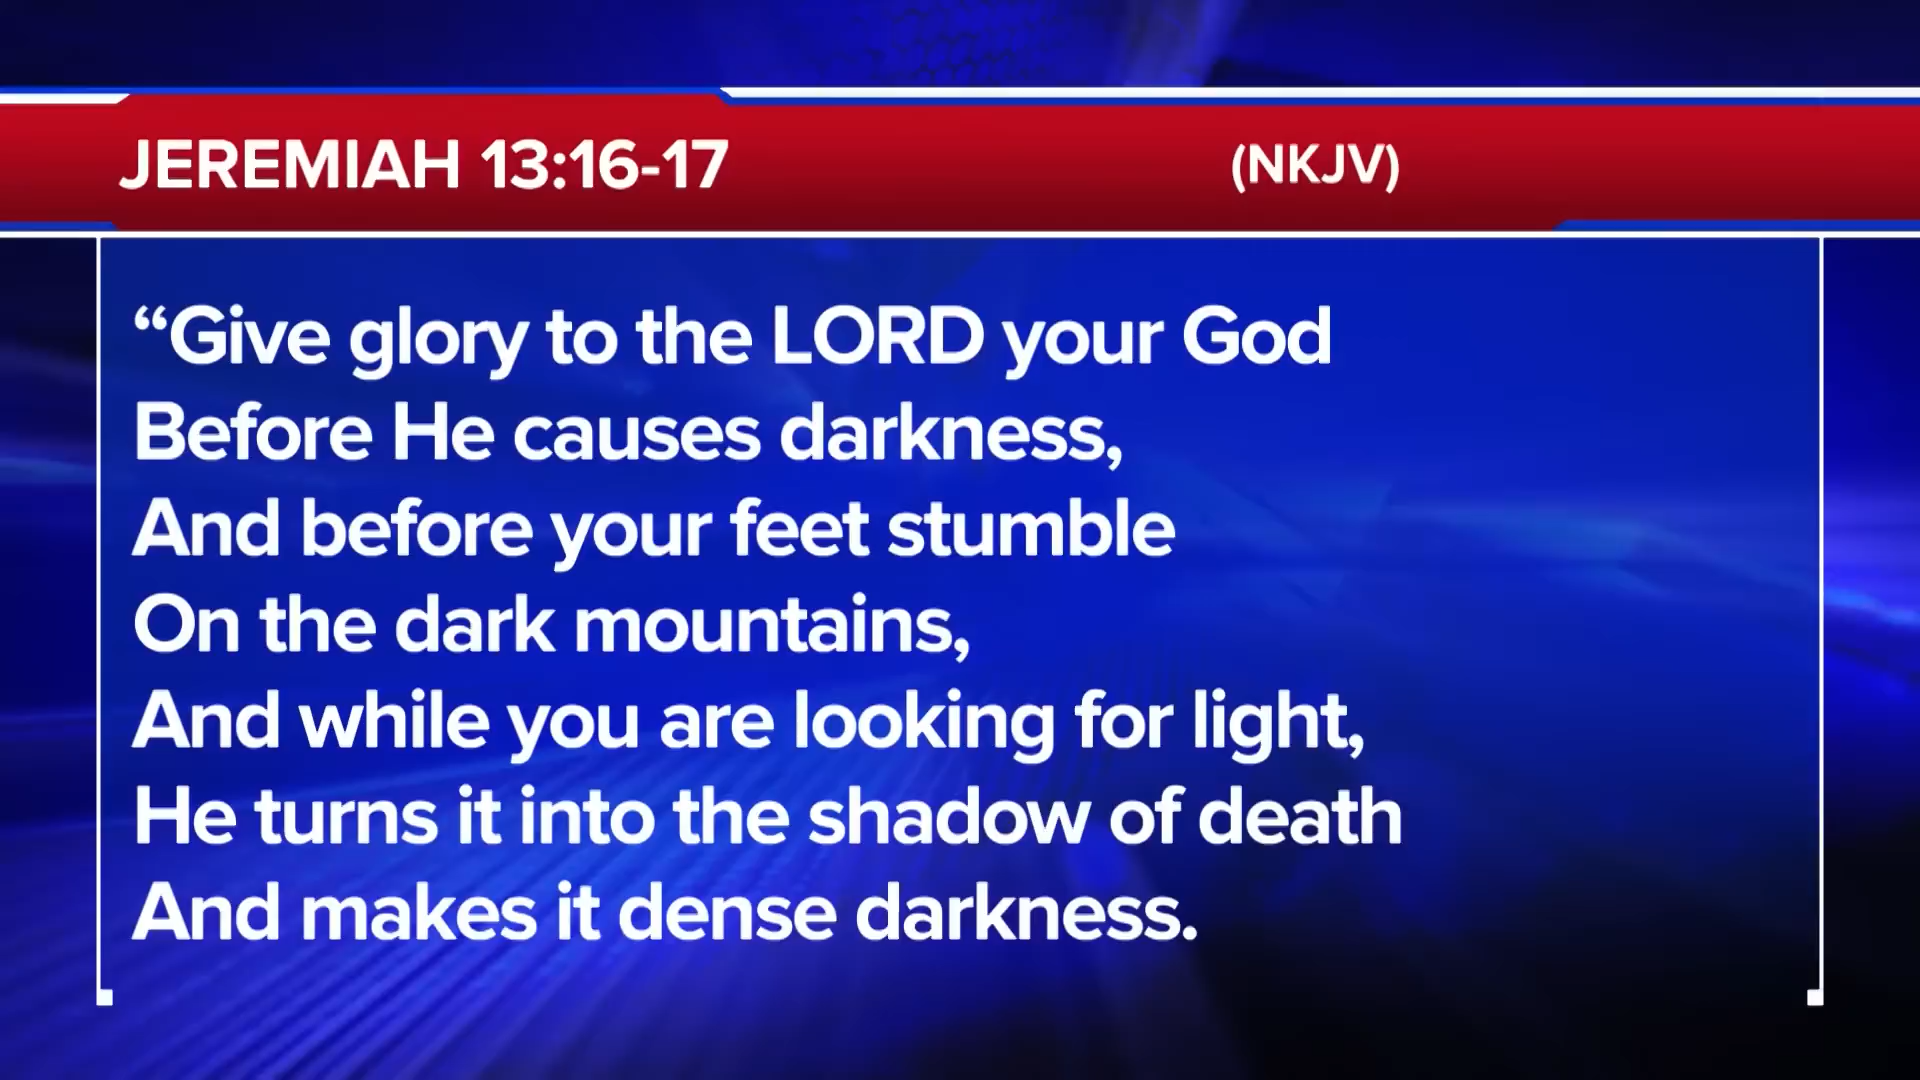 JEREMIAH 13:16-17 (NKJV)
“Give glory to the LORD your God
Before He causes darkness,
And before your feet stumble
On the dark mountains,
And while you are looking for light,
He turns it into the shadow of death
And makes it dense darkness.